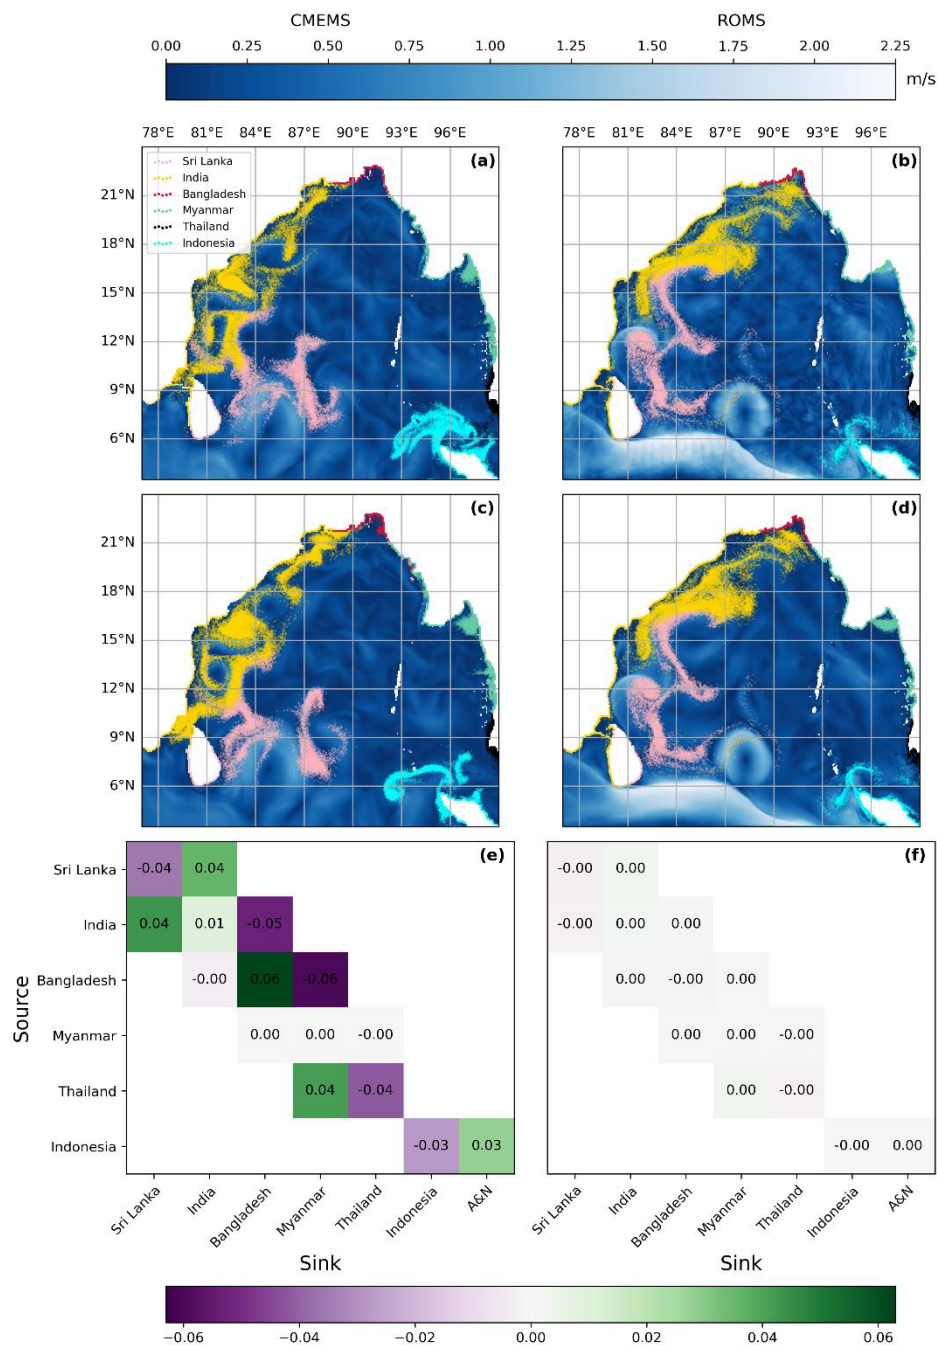 CMEMS ROMS
0.00 0.25 0.50 0.75 1.00 1.25 1.50 1.75 2.00 2.25
m/s
78°E 81°E 84°E 87°E 90°E 93°E 96°E 78°E 81°E 84°E 87°E 90°E 93°E 96°E
(a)
Sri Lanka
India
Bangladesh
Myanmar
Thailand
Indonesia
21°N
18°N
15°N
12°N
9°N
6°N
(b)
(c)
21°N
18°N
15°N
12°N
9°N
6°N
(d)
(e)
Source
Sri Lanka -0.04 0.04
India 0.04 0.01 -0.05
Bangladesh -0.00 0.06 -0.06
Myanmar 0.00 0.00 -0.00
Thailand 0.04 -0.04
Indonesia -0.03 0.03
Sri Lanka India Bangladesh Myanmar Thailand Indonesia A&N
Sink
(f)
-0.00 0.00
-0.00 0.00 0.00
0.00 -0.00 0.00
0.00 0.00 -0.00
0.00 -0.00
-0.00 0.00
Sri Lanka India Bangladesh Myanmar Thailand Indonesia A&N
Sink
−0.06 −0.04 −0.02 0.00 0.02 0.04 0.06